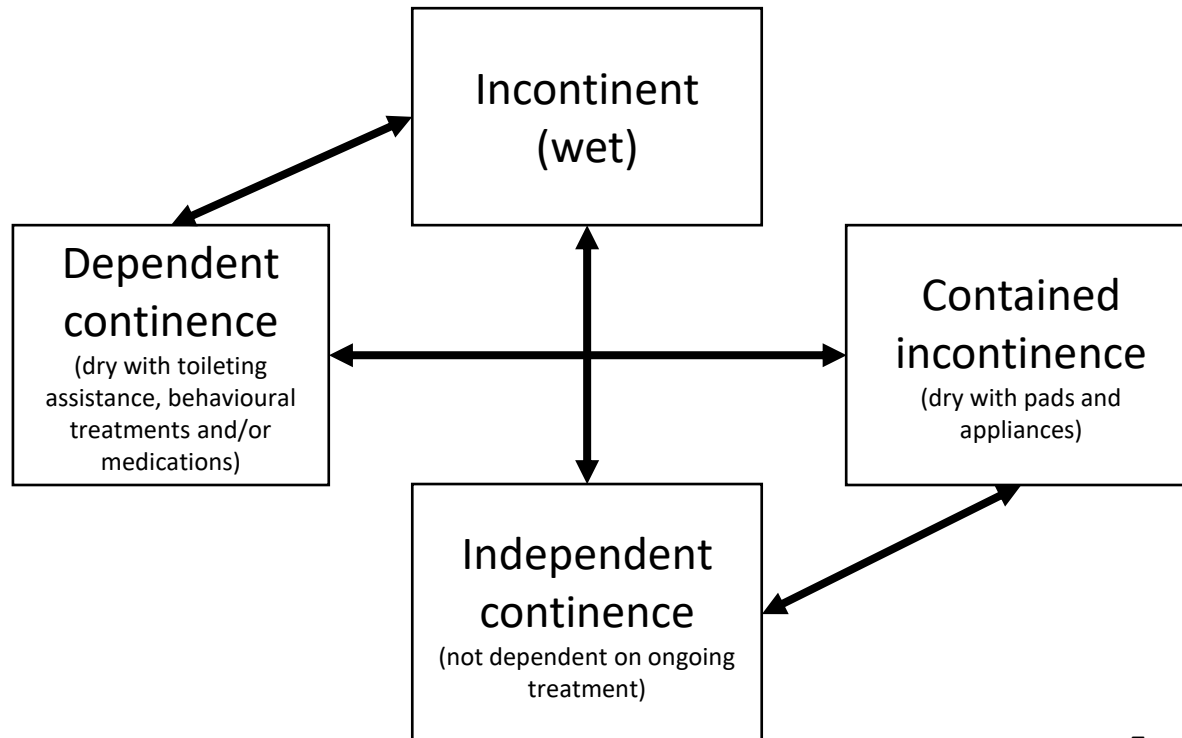 Incontinent
(wet)
Dependent
continence
(dry with toileting
assistance, behavioural
treatments and/or
medications)
Contained
incontinence
(dry with pads and
appliances)
Independent
continence
(not dependent on ongoing
treatment)